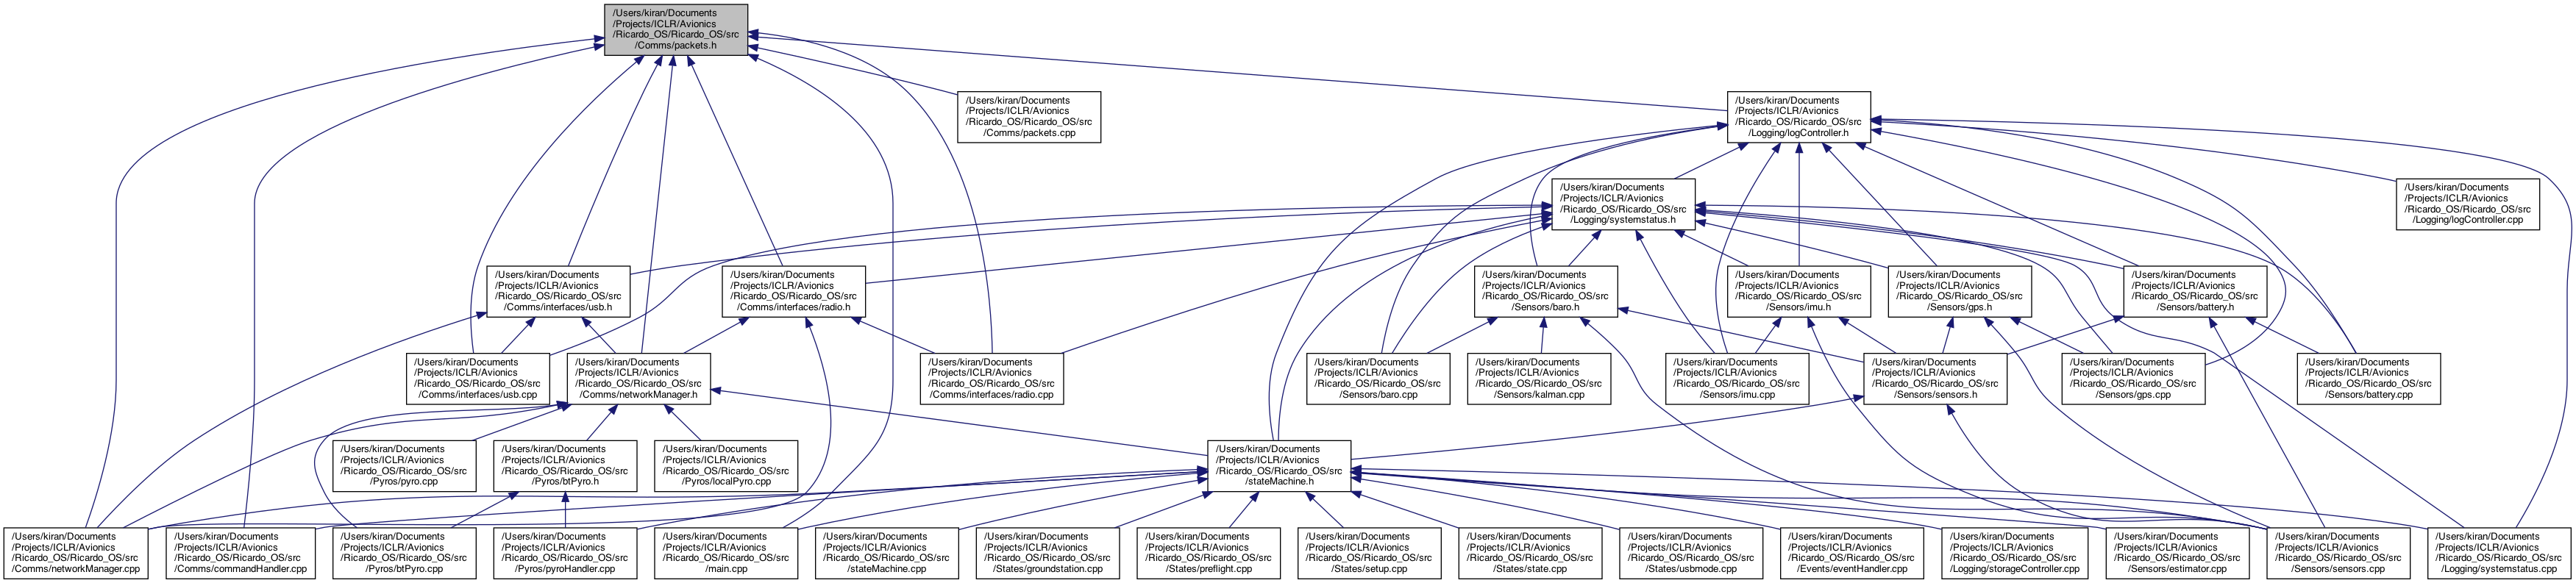 /Users/kiran/Documents
/Projects/ICLR/Avionics
/Ricardo_OS/Ricardo_OS/src
/Comms/packets.h
/Users/kiran/Documents
/Projects/ICLR/Avionics
/Ricardo_OS/Ricardo_OS/src
/Comms/packets.cpp
/Users/kiran/Documents
/Projects/ICLR/Avionics
/Ricardo_OS/Ricardo_OS/src
/Logging/logController.h
/Users/kiran/Documents
/Projects/ICLR/Avionics
/Ricardo_OS/Ricardo_OS/src
/Logging/systemstatus.h
/Users/kiran/Documents
/Projects/ICLR/Avionics
/Ricardo_OS/Ricardo_OS/src
/Logging/logController.cpp
/Users/kiran/Documents
/Projects/ICLR/Avionics
/Ricardo_OS/Ricardo_OS/src
/Comms/interfaces/usb.h
/Users/kiran/Documents
/Projects/ICLR/Avionics
/Ricardo_OS/Ricardo_OS/src
/Comms/interfaces/radio.h
/Users/kiran/Documents
/Projects/ICLR/Avionics
/Ricardo_OS/Ricardo_OS/src
/Sensors/baro.h
/Users/kiran/Documents
/Projects/ICLR/Avionics
/Ricardo_OS/Ricardo_OS/src
/Sensors/imu.h
/Users/kiran/Documents
/Projects/ICLR/Avionics
/Ricardo_OS/Ricardo_OS/src
/Sensors/gps.h
/Users/kiran/Documents
/Projects/ICLR/Avionics
/Ricardo_OS/Ricardo_OS/src
/Sensors/battery.h
/Users/kiran/Documents
/Projects/ICLR/Avionics
/Ricardo_OS/Ricardo_OS/src
/Comms/interfaces/usb.cpp
/Users/kiran/Documents
/Projects/ICLR/Avionics
/Ricardo_OS/Ricardo_OS/src
/Comms/networkManager.h
/Users/kiran/Documents
/Projects/ICLR/Avionics
/Ricardo_OS/Ricardo_OS/src
/Comms/interfaces/radio.cpp
/Users/kiran/Documents
/Projects/ICLR/Avionics
/Ricardo_OS/Ricardo_OS/src
/Sensors/baro.cpp
/Users/kiran/Documents
/Projects/ICLR/Avionics
/Ricardo_OS/Ricardo_OS/src
/Sensors/kalman.cpp
/Users/kiran/Documents
/Projects/ICLR/Avionics
/Ricardo_OS/Ricardo_OS/src
/Sensors/imu.cpp
/Users/kiran/Documents
/Projects/ICLR/Avionics
/Ricardo_OS/Ricardo_OS/src
/Sensors/sensors.h
/Users/kiran/Documents
/Projects/ICLR/Avionics
/Ricardo_OS/Ricardo_OS/src
/Sensors/gps.cpp
/Users/kiran/Documents
/Projects/ICLR/Avionics
/Ricardo_OS/Ricardo_OS/src
/Sensors/battery.cpp
/Users/kiran/Documents
/Projects/ICLR/Avionics
/Ricardo_OS/Ricardo_OS/src
/Pyros/pyro.cpp
/Users/kiran/Documents
/Projects/ICLR/Avionics
/Ricardo_OS/Ricardo_OS/src
/Pyros/btPyro.h
/Users/kiran/Documents
/Projects/ICLR/Avionics
/Ricardo_OS/Ricardo_OS/src
/Pyros/localPyro.cpp
/Users/kiran/Documents
/Projects/ICLR/Avionics
/Ricardo_OS/Ricardo_OS/src
/stateMachine.h
/Users/kiran/Documents
/Projects/ICLR/Avionics
/Ricardo_OS/Ricardo_OS/src
/Comms/networkManager.cpp
/Users/kiran/Documents
/Projects/ICLR/Avionics
/Ricardo_OS/Ricardo_OS/src
/Comms/commandHandler.cpp
/Users/kiran/Documents
/Projects/ICLR/Avionics
/Ricardo_OS/Ricardo_OS/src
/Pyros/btPyro.cpp
/Users/kiran/Documents
/Projects/ICLR/Avionics
/Ricardo_OS/Ricardo_OS/src
/Pyros/pyroHandler.cpp
/Users/kiran/Documents
/Projects/ICLR/Avionics
/Ricardo_OS/Ricardo_OS/src
/main.cpp
/Users/kiran/Documents
/Projects/ICLR/Avionics
/Ricardo_OS/Ricardo_OS/src
/stateMachine.cpp
/Users/kiran/Documents
/Projects/ICLR/Avionics
/Ricardo_OS/Ricardo_OS/src
/States/groundstation.cpp
/Users/kiran/Documents
/Projects/ICLR/Avionics
/Ricardo_OS/Ricardo_OS/src
/States/preflight.cpp
/Users/kiran/Documents
/Projects/ICLR/Avionics
/Ricardo_OS/Ricardo_OS/src
/States/setup.cpp
/Users/kiran/Documents
/Projects/ICLR/Avionics
/Ricardo_OS/Ricardo_OS/src
/States/state.cpp
/Users/kiran/Documents
/Projects/ICLR/Avionics
/Ricardo_OS/Ricardo_OS/src
/States/usbmode.cpp
/Users/kiran/Documents
/Projects/ICLR/Avionics
/Ricardo_OS/Ricardo_OS/src
/Events/eventHandler.cpp
/Users/kiran/Documents
/Projects/ICLR/Avionics
/Ricardo_OS/Ricardo_OS/src
/Logging/storageController.cpp
/Users/kiran/Documents
/Projects/ICLR/Avionics
/Ricardo_OS/Ricardo_OS/src
/Sensors/estimator.cpp
/Users/kiran/Documents
/Projects/ICLR/Avionics
/Ricardo_OS/Ricardo_OS/src
/Sensors/sensors.cpp
/Users/kiran/Documents
/Projects/ICLR/Avionics
/Ricardo_OS/Ricardo_OS/src
/Logging/systemstatus.cpp